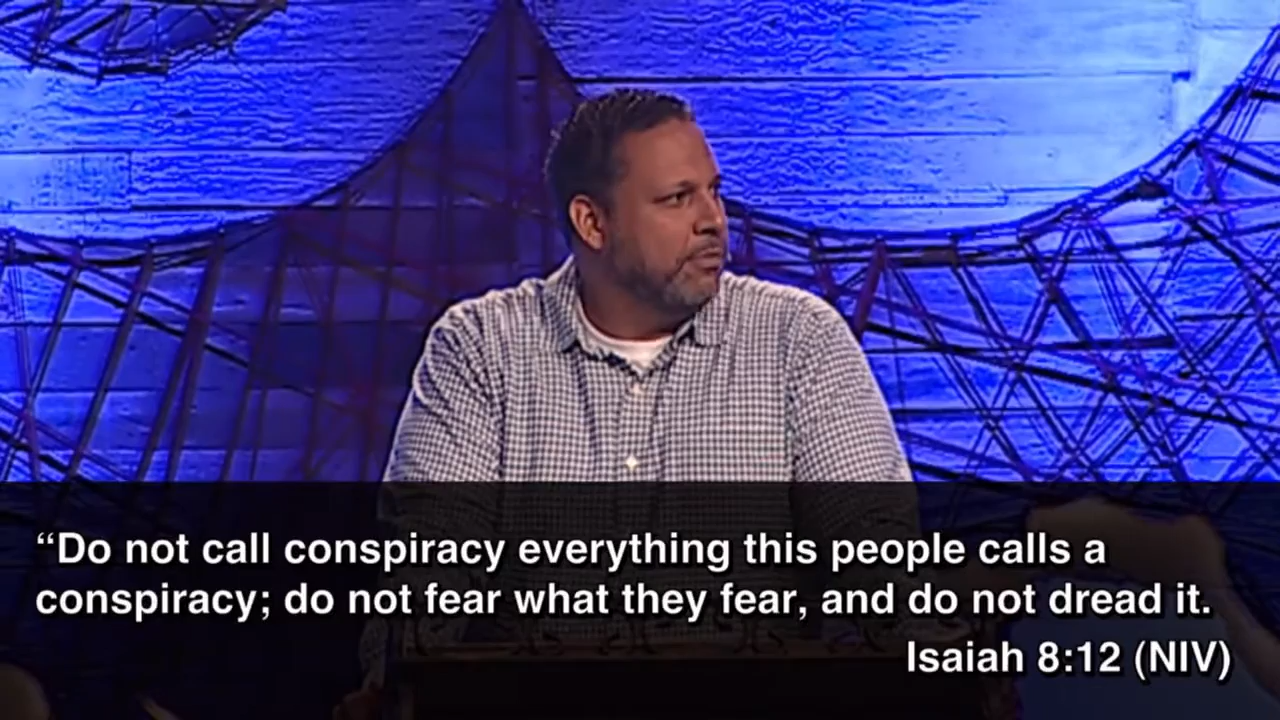 “Do not call conspiracy everything this people calls a
conspiracy; do not fear what they fear, and do not dread it.
Isaiah 8:12 (NIV)